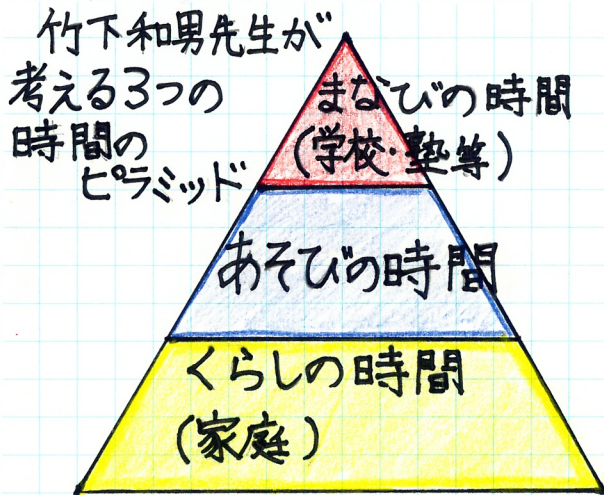 竹下和男先生が
考える3つの
時間の
ピラミッド
まなびの時間
(学校・塾等)
あそびの時間
くらしの時間
(家庭)